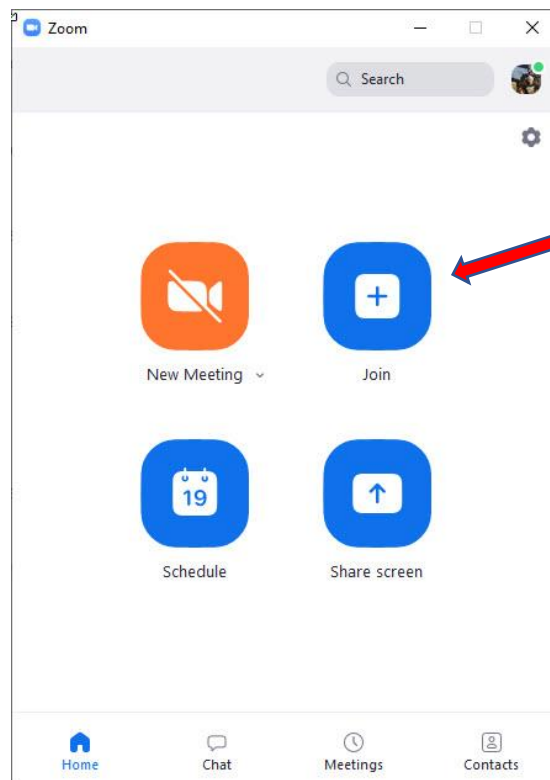 Zoom
Search
New Meeting
Join
19
Schedule
Share screen
Home
Chat
Meetings
Contacts